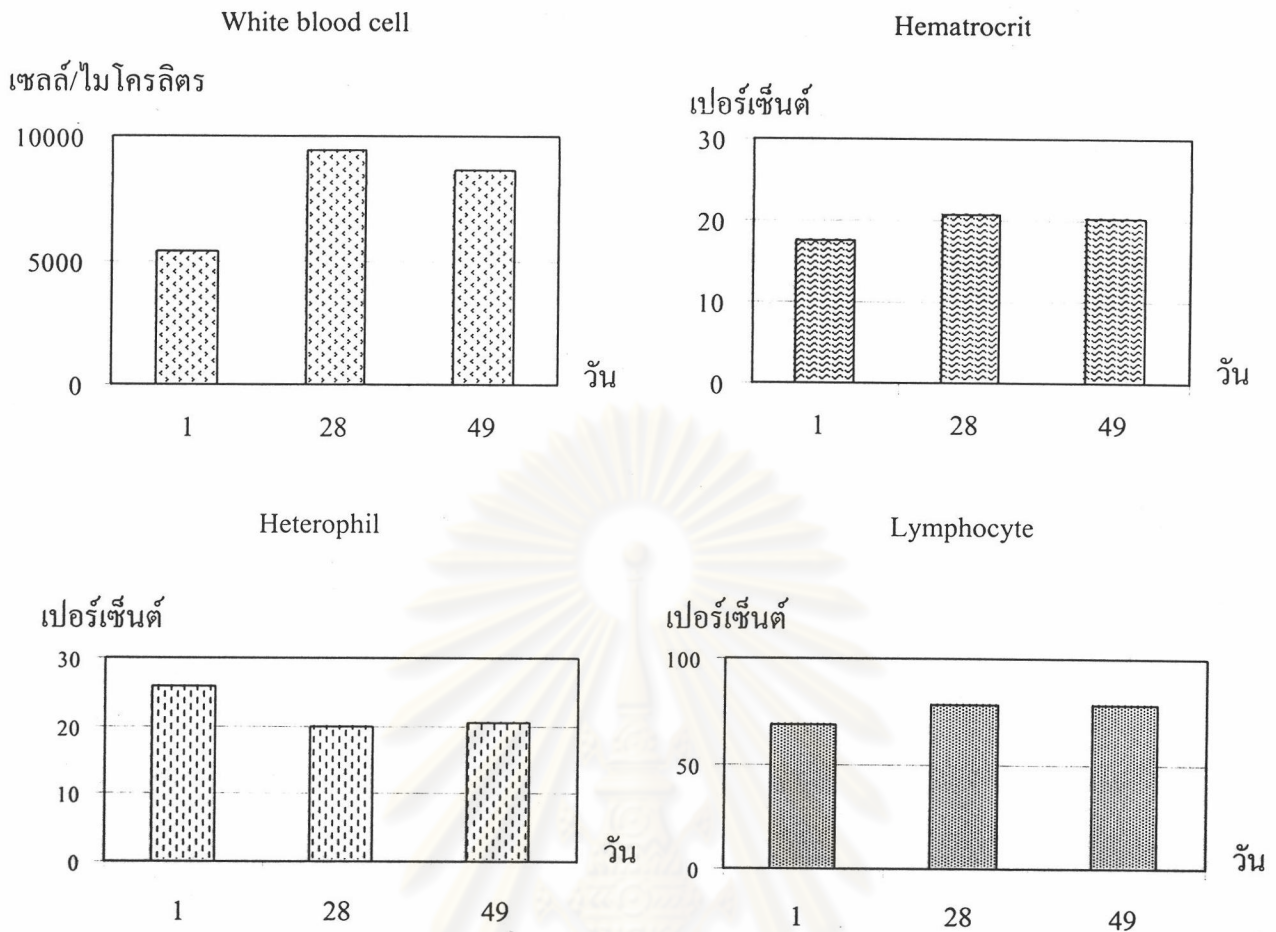 White blood cell
เซลล์/ไมโครลิตร
10000
5000
0
1 28 49
วัน
Hematrocrit
เปอร์เซ็นต์
30
20
10
0
1 28 49
วัน
Heterophil
เปอร์เซ็นต์
30
20
10
0
1 28 49
วัน
Lymphocyte
เปอร์เซ็นต์
100
50
0
1 28 49
วัน